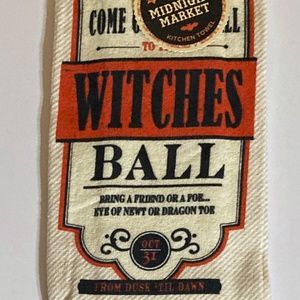 COME
MIDNIGHT
MARKET
KITCHEN TOWEL
TO
WITCHES
BALL
BRING A FRIEND OR A FOE...
EYE OF NEWT OR DRAGON TOE
OCT
31
FROM DUSK 'TIL DAWN